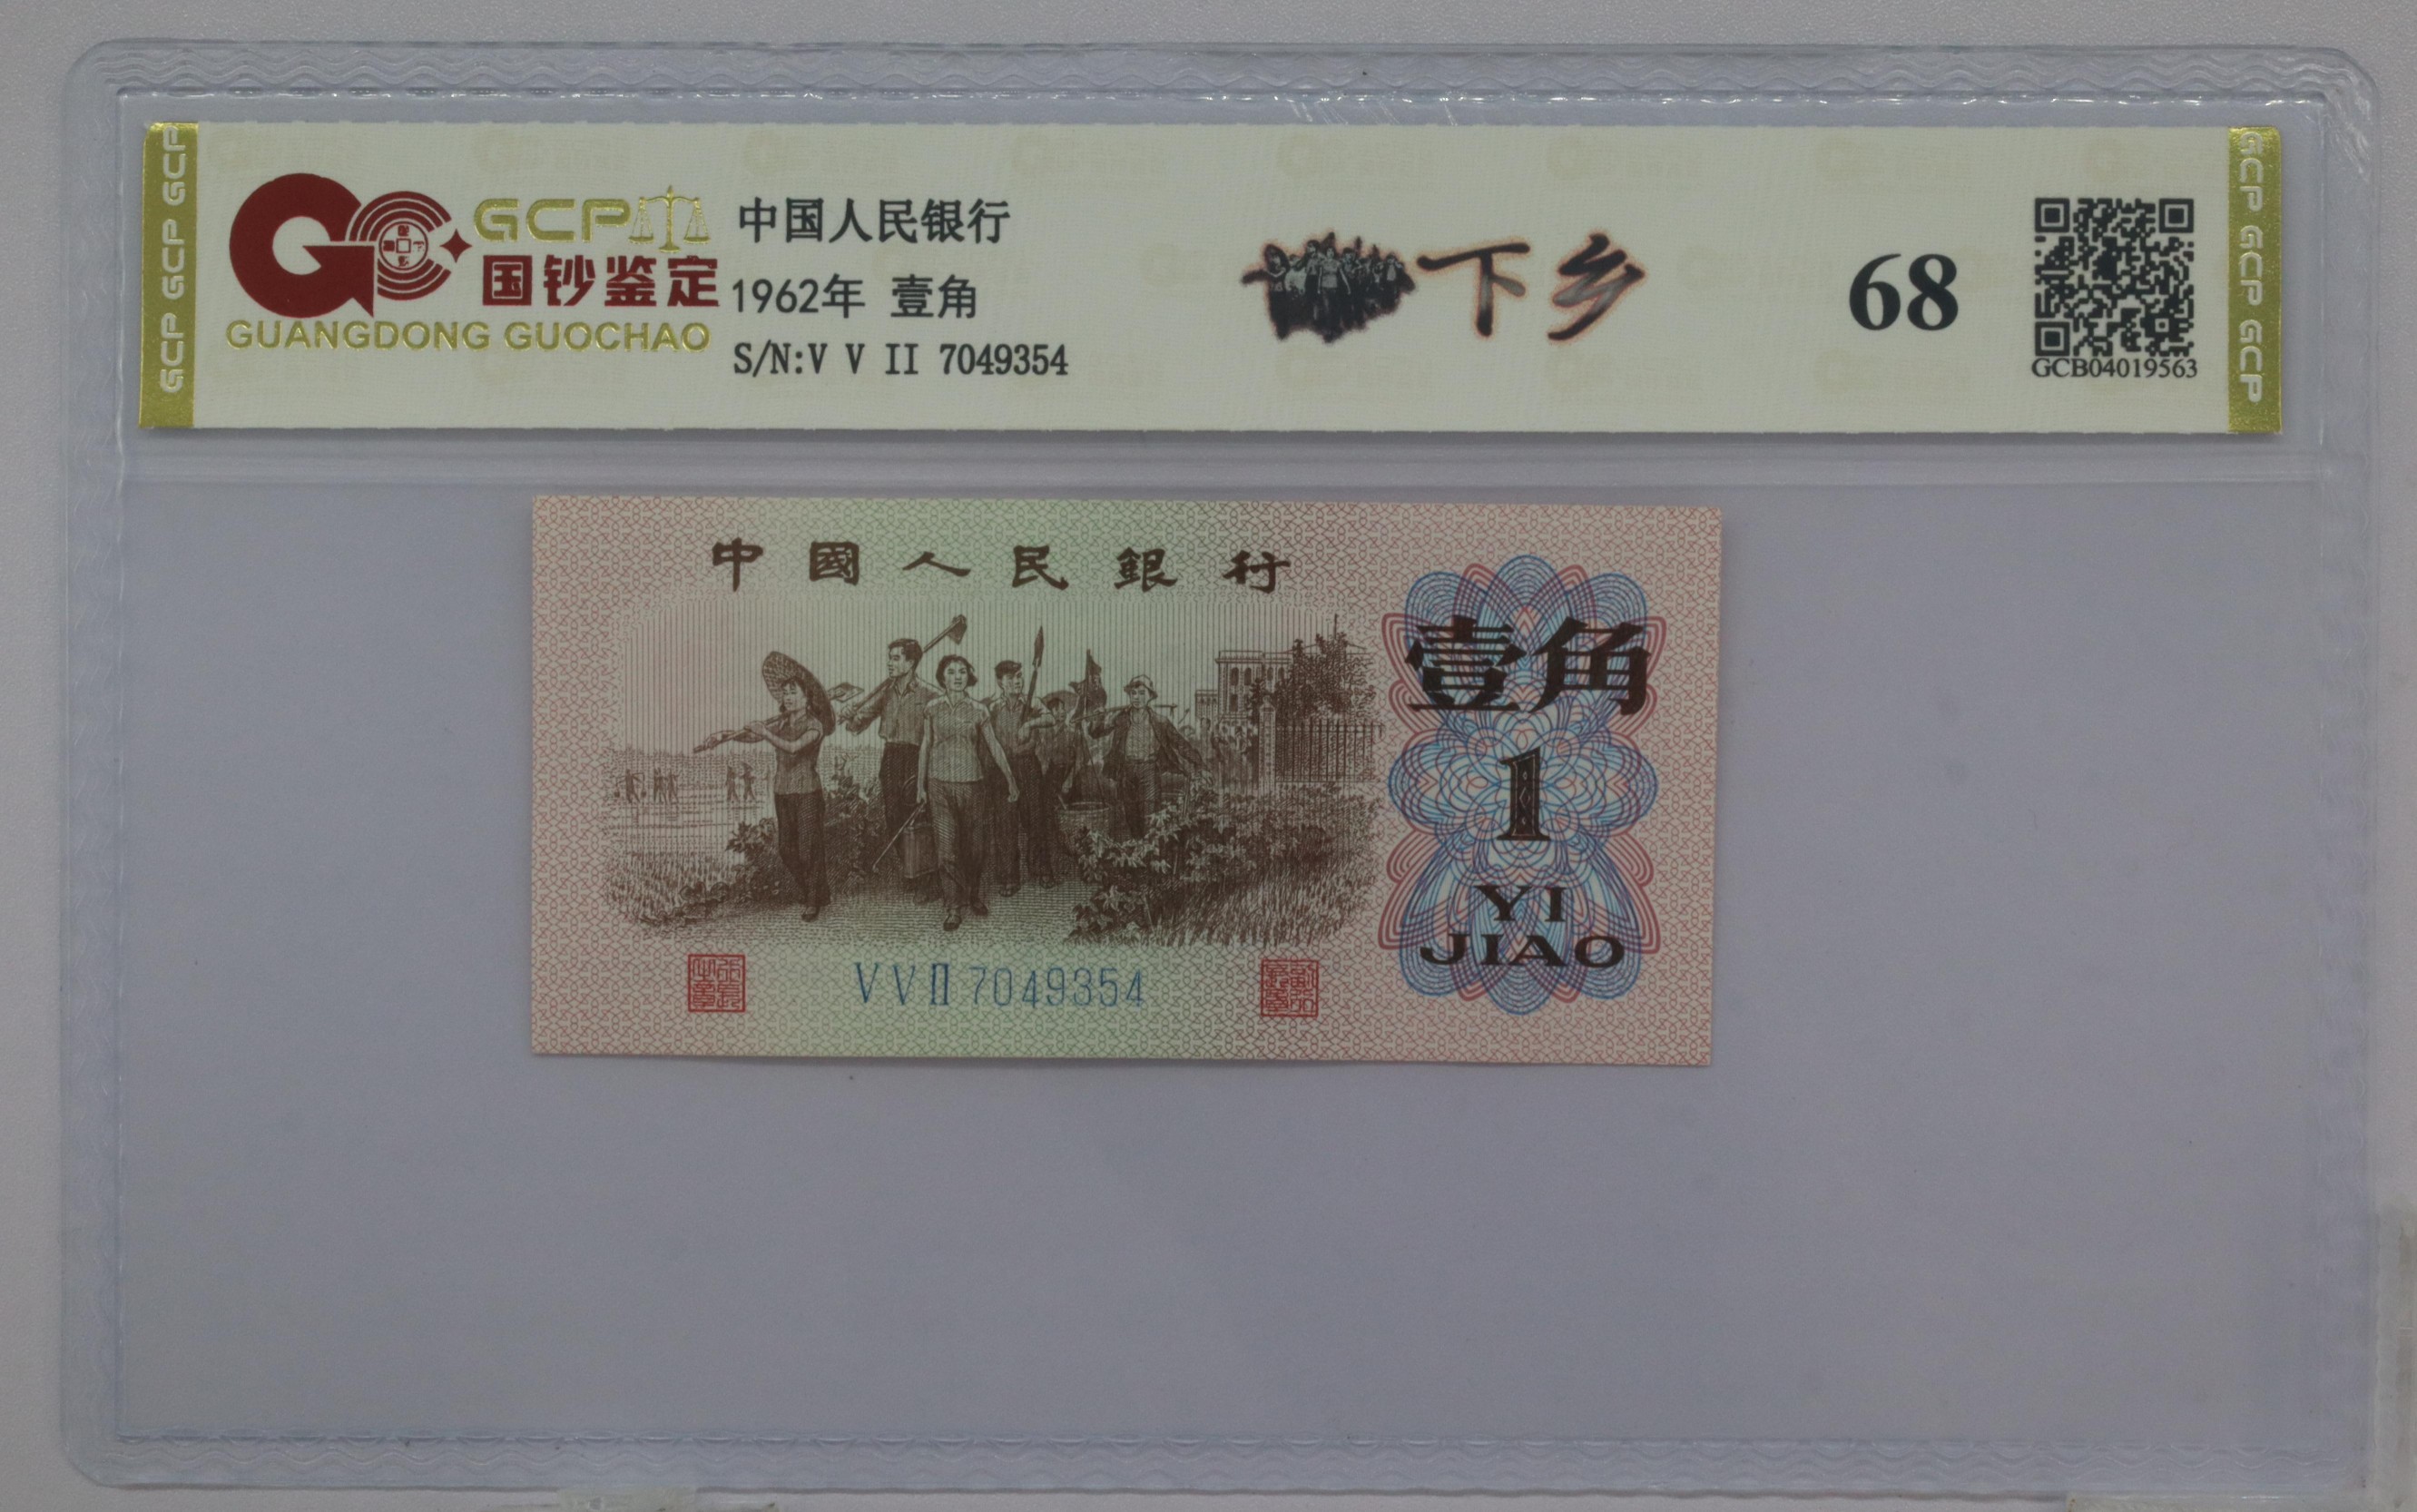 GCP GCP GCP
GCP
国钞鉴定
GUANGDONG GUOCHAO
中国人民银行
1962年 壹角
S/N:V V II 7049354
下乡
68
GCB04019563
GCP GCP GCP
中國人民銀行
壹角
1
YI
JIAO
V V II 7049354